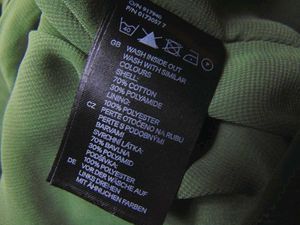 GB WASH INSIDE OUT
WASH WITH SIMILAR
COLOURS
SHELL:
70% COTTON
30% POLYAMIDE
LINING:
100% POLYESTER
CZ PERTE OTOČENÉ NA RUBU
PERTE S PODOBNÝMI
BARVAMI
SVRCHNÍ LÁTKA:
70% BAVLNA
30% POLYAMID
PODŠÍVKA:
100% POLYESTER
DE VOR DER WÄSCHE AUF
LINKS DREHEN
MIT ÄHNLICHEN FARBEN